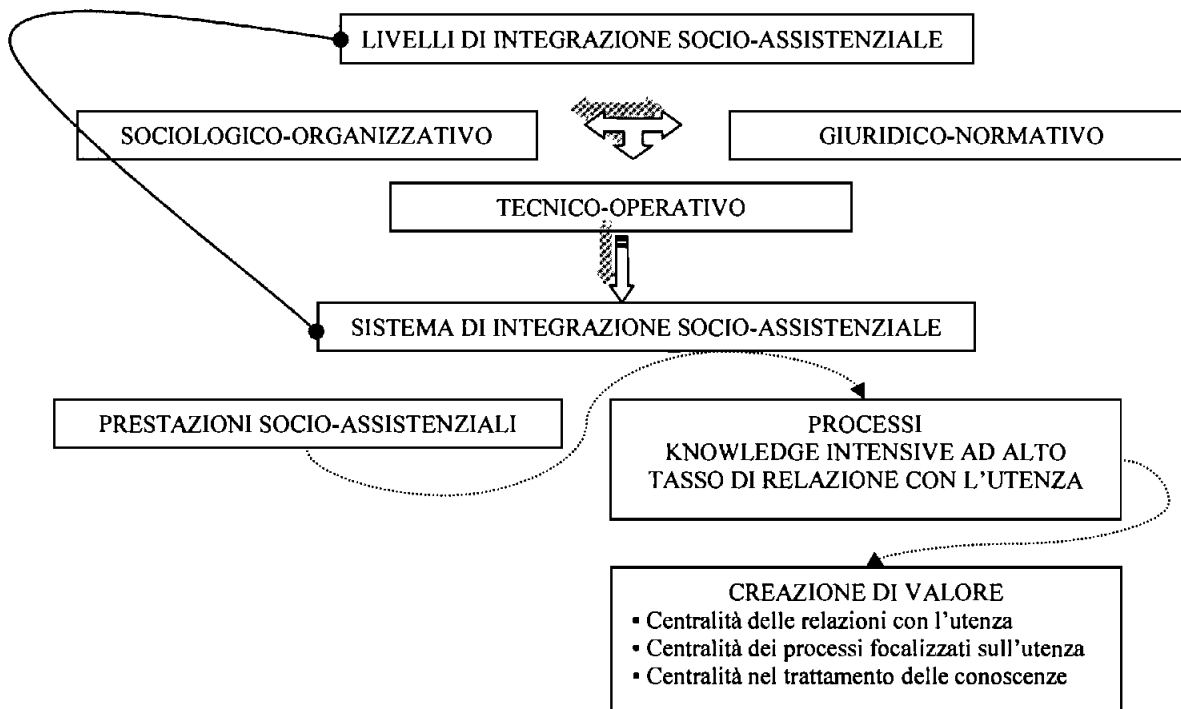 LIVELLI DI INTEGRAZIONE SOCIO-ASSISTENZIALE
SOCIOLOGICO-ORGANIZZATIVO
GIURIDICO-NORMATIVO
TECNICO-OPERATIVO
SISTEMA DI INTEGRAZIONE SOCIO-ASSISTENZIALE
PRESTAZIONI SOCIO-ASSISTENZIALI
PROCESSI
KNOWLEDGE INTENSIVE AD ALTO
TASSO DI RELAZIONE CON L'UTENZA
CREAZIONE DI VALORE
▪ Centralità delle relazioni con l'utenza
▪ Centralità dei processi focalizzati sull'utenza
▪ Centralità nel trattamento delle conoscenze